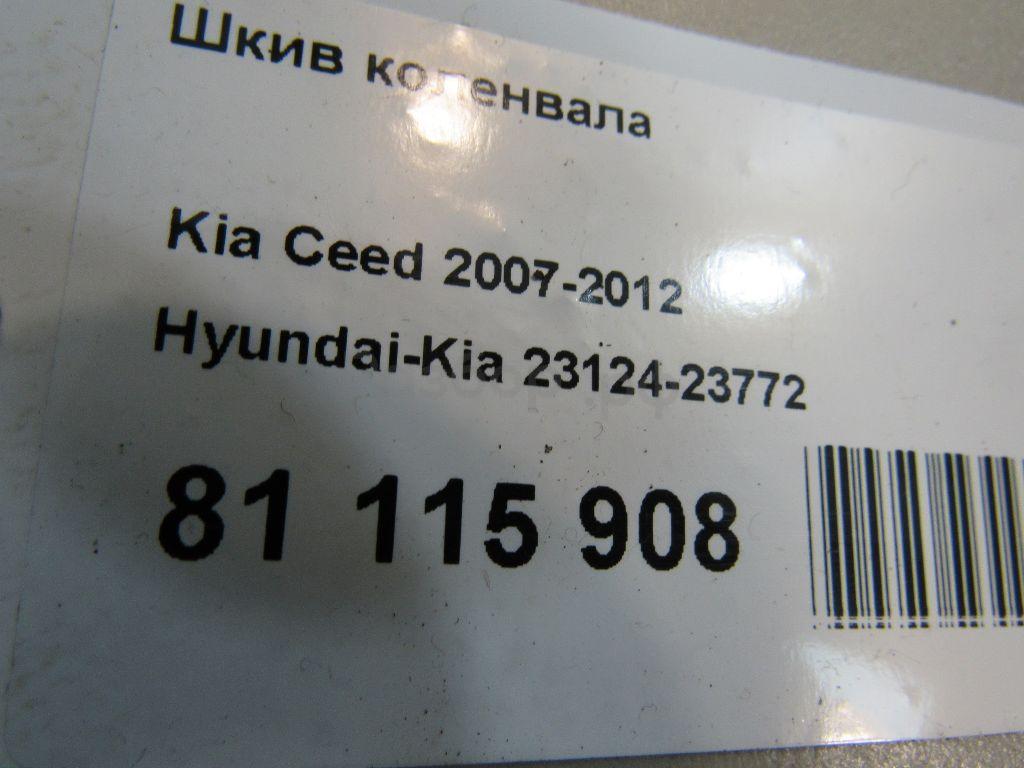 Шкив коленвала
Kia Ceed 2007-2012
Hyundai-Kia 23124-23772
81 115 908